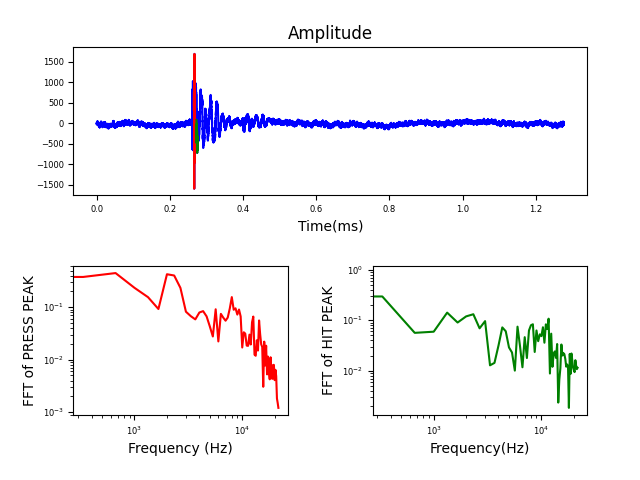 Amplitude
1500
1000
500
0
−500
−1000
−1500
0.0 0.2 0.4 0.6 0.8 1.0 1.2
Time(ms)
FFT of PRESS PEAK
10⁻¹
10⁻²
10⁻³
10³ 10⁴
Frequency (Hz)
FFT of HIT PEAK
10⁰
10⁻¹
10⁻²
10³ 10⁴
Frequency(Hz)